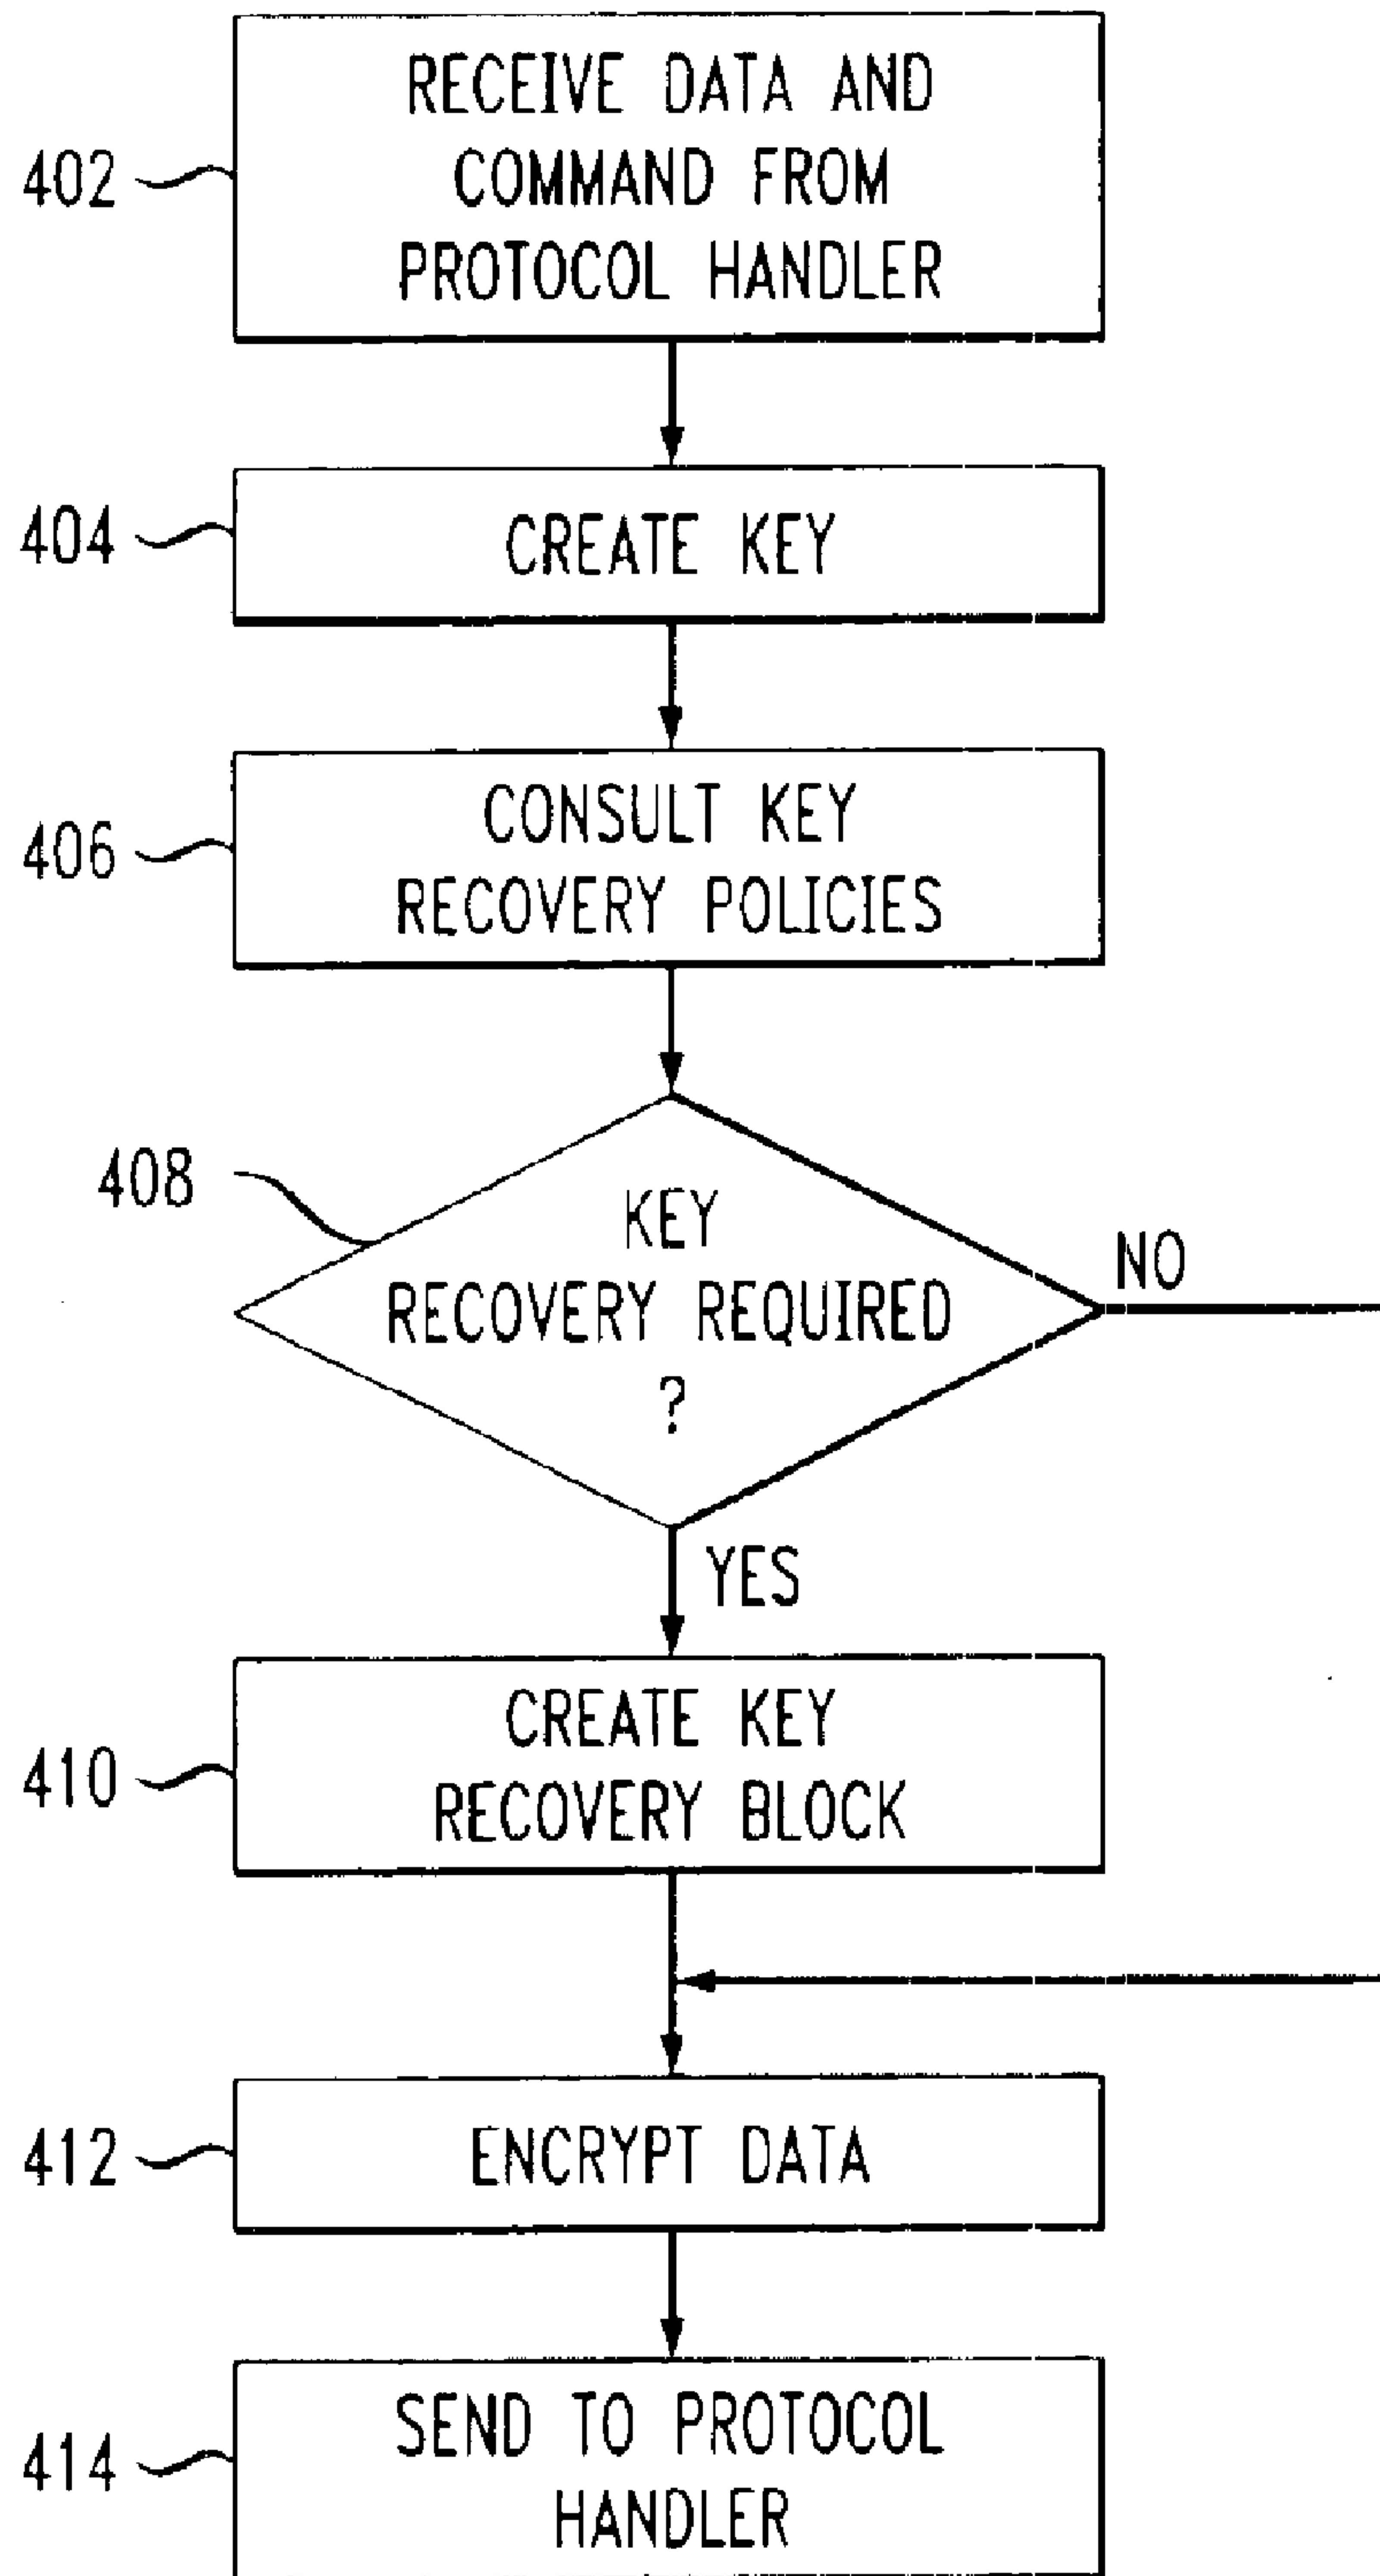 402
RECEIVE DATA AND
COMMAND FROM
PROTOCOL HANDLER
404
CREATE KEY
406
CONSULT KEY
RECOVERY POLICIES
408
KEY
RECOVERY REQUIRED
?
NO
YES
410
CREATE KEY
RECOVERY BLOCK
412
ENCRYPT DATA
414
SEND TO PROTOCOL
HANDLER